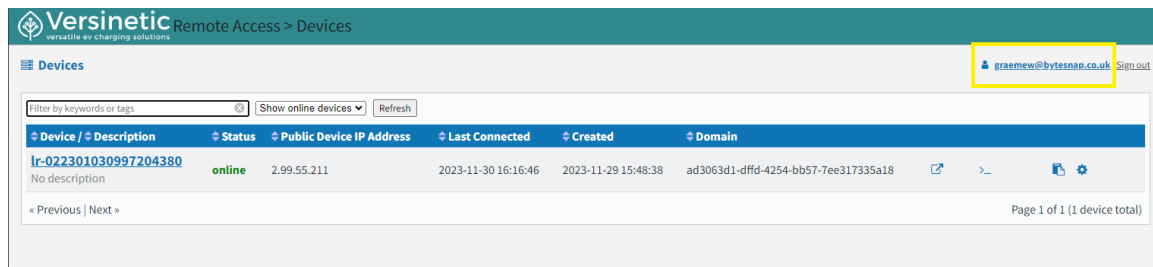 Versinetic Remote Access > Devices
versatile ev charging solutions
Devices graemew@bytesnap.co.uk Sign out
Filter by keywords or tags Show online devices Refresh
Device / Description Status Public Device IP Address Last Connected Created Domain
lr-022301030997204380 online 2.99.55.211 2023-11-30 16:16:46 2023-11-29 15:48:38 ad3063d1-dffd-4254-bb57-7ee317335a18
No description
« Previous | Next » Page 1 of 1 (1 device total)